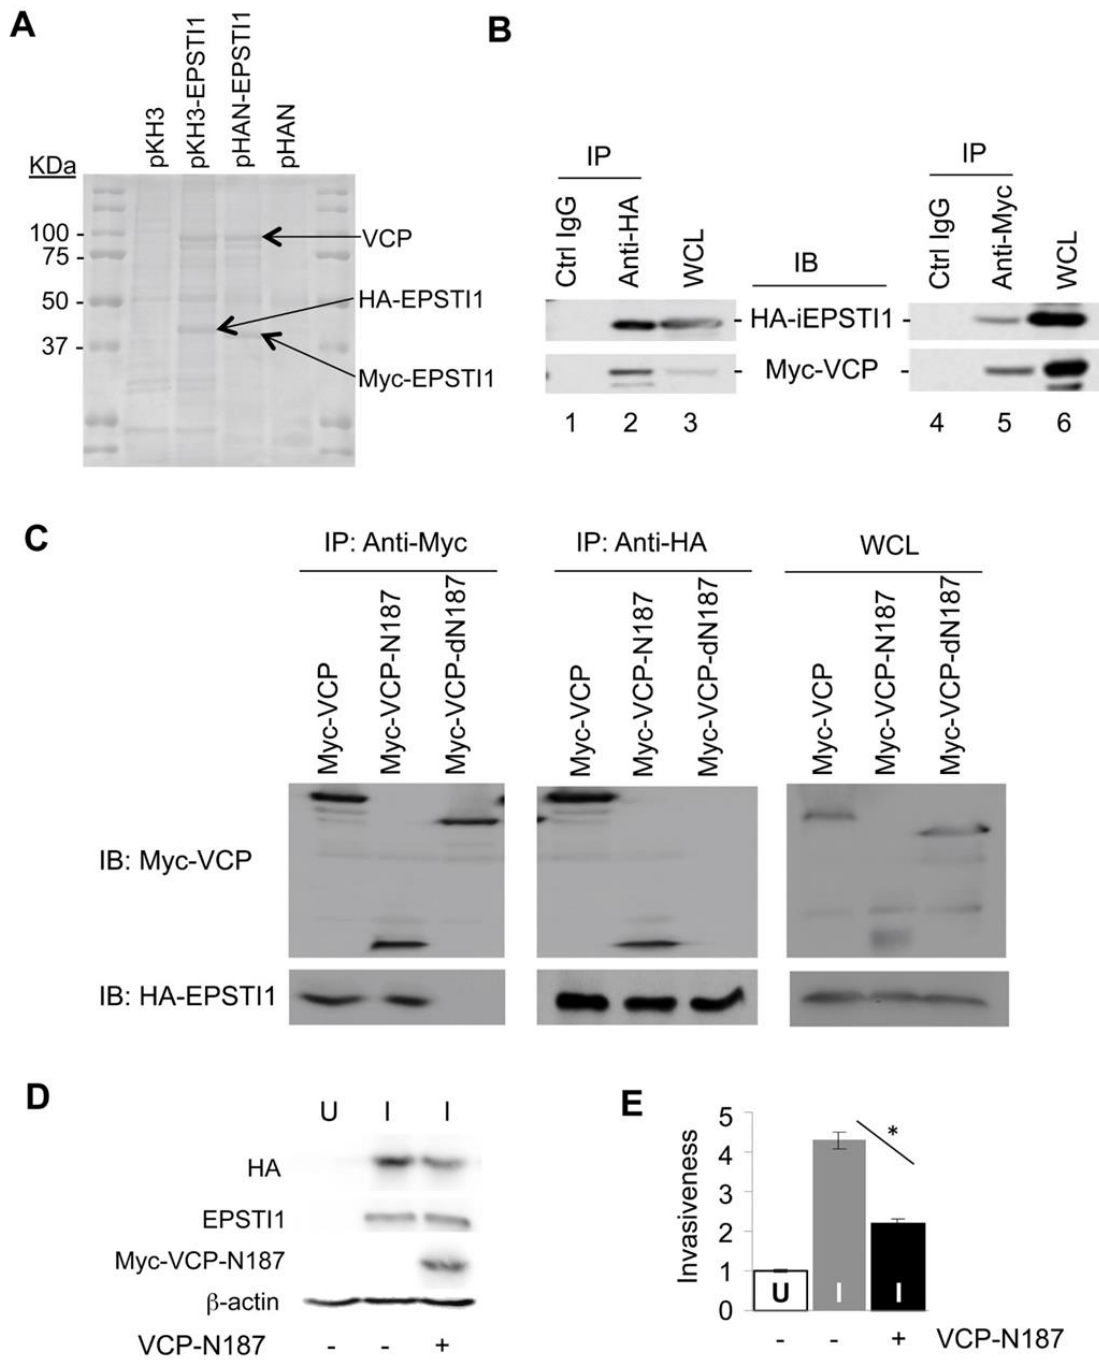 A
pKH3
pKH3-EPSTI1
pHAN-EPSTI1
pHAN
KDa
100
75
50
37
VCP
HA-EPSTI1
Myc-EPSTI1
B
IP
IP
Ctrl IgG
Anti-HA
WCL
IB
Ctrl IgG
Anti-Myc
WCL
- HA-iEPSTI1 -
- Myc-VCP -
1 2 3 4 5 6
C
IP: Anti-Myc
IP: Anti-HA
WCL
Myc-VCP
Myc-VCP-N187
Myc-VCP-dN187
Myc-VCP
Myc-VCP-N187
Myc-VCP-dN187
Myc-VCP
Myc-VCP-N187
Myc-VCP-dN187
IB: Myc-VCP
IB: HA-EPSTI1
D
U I I
HA
EPSTI1
Myc-VCP-N187
β-actin
VCP-N187 - - +
E
Invasiveness
5
4
3
2
1
0
*
U I I
- - + VCP-N187